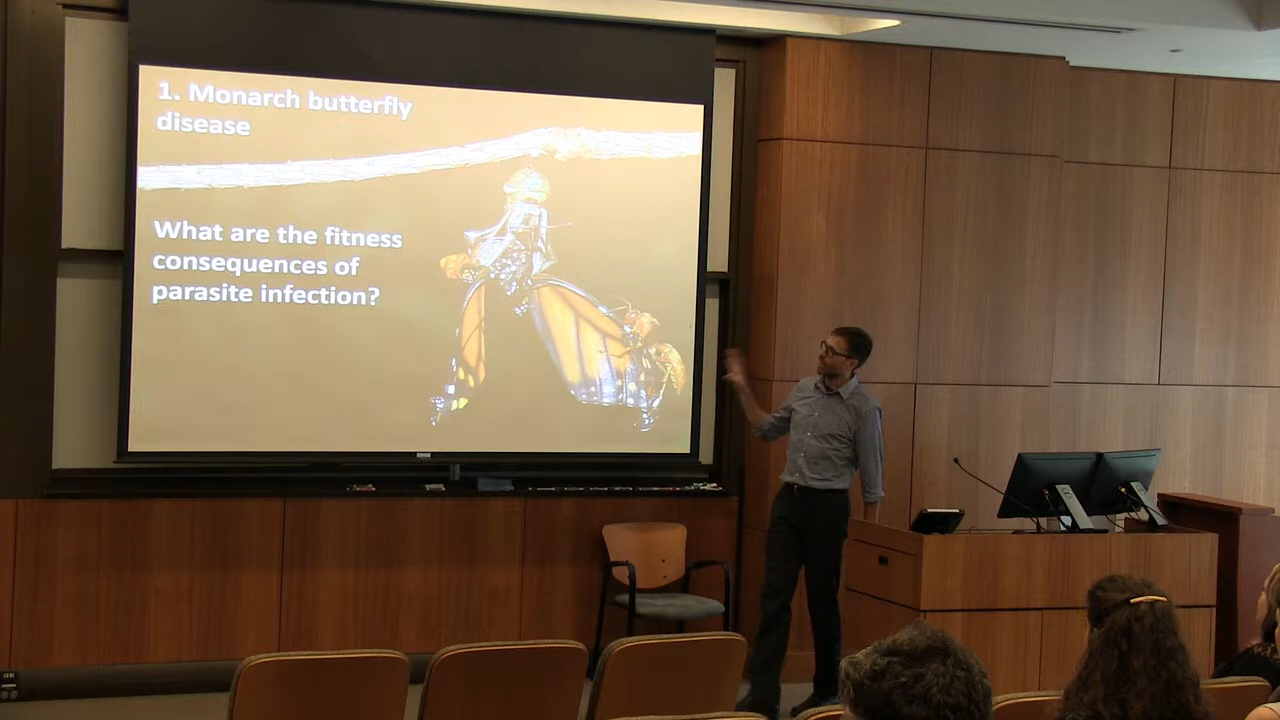 1. Monarch butterfly
disease
What are the fitness
consequences of
parasite infection?